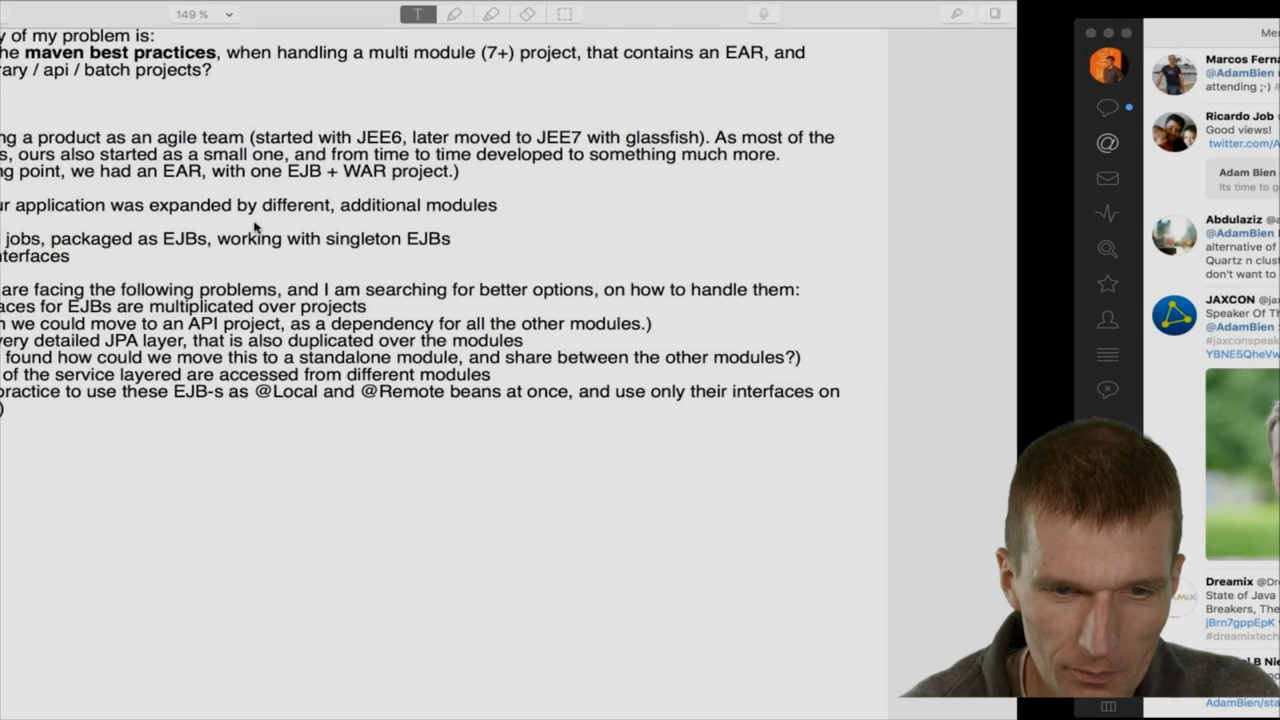 149 %
T
y of my problem is:
he maven best practices, when handling a multi module (7+) project, that contains an EAR, and
rary / api / batch projects?
ng a product as an agile team (started with JEE6, later moved to JEE7 with glassfish). As most of the
s, ours also started as a small one, and from time to time developed to something much more.
ng point, we had an EAR, with one EJB + WAR project.)
ur application was expanded by different, additional modules
jobs, packaged as EJBs, working with singleton EJBs
nterfaces
are facing the following problems, and I am searching for better options, on how to handle them:
aces for EJBs are multiplicated over projects
n we could move to an API project, as a dependency for all the other modules.)
very detailed JPA layer, that is also duplicated over the modules
found how could we move this to a standalone module, and share between the other modules?)
of the service layered are accessed from different modules
practice to use these EJB-s as @Local and @Remote beans at once, and use only their interfaces on
)
Me
Marcos Ferna
@AdamBien
attending ;-) #
Ricardo Job
Good views!
twitter.com/A
Adam Bien
Its time to g
Abdulaziz @a
@AdamBien
alternative of
Quartz n clust
don't want to
JAXCON @jax
Speaker Of Th
@AdamBien
#jaxconspeak
YBNE5QheVw
Dreamix @Dr
State of Java
Breakers, The
jBrn7gppEpK
#dreamixtech
l B Nie
AdamBien/sta